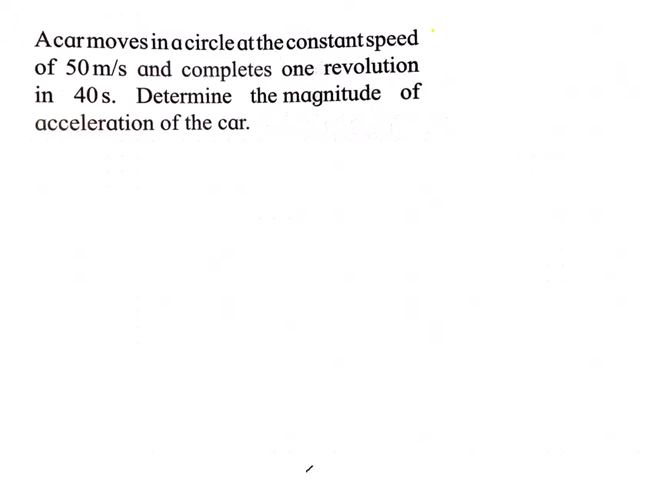 A car moves in a circle at the constant speed
of 50 m/s and completes one revolution
in 40 s. Determine the magnitude of
acceleration of the car.